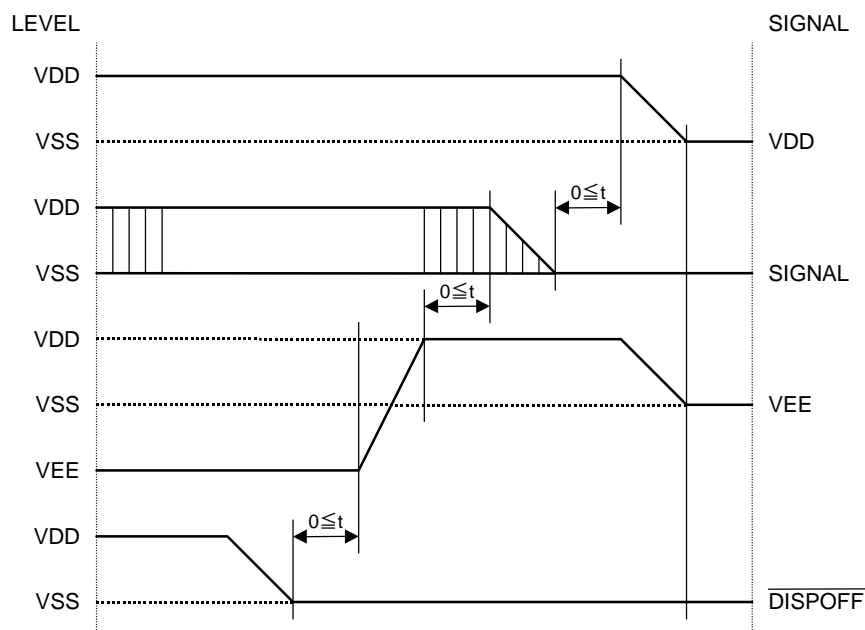 LEVEL SIGNAL
VDD
VSS VDD
VDD 0≦t
VSS SIGNAL
0≦t
VDD
VSS VEE
VEE
0≦t
VDD
VSS DISPOFF